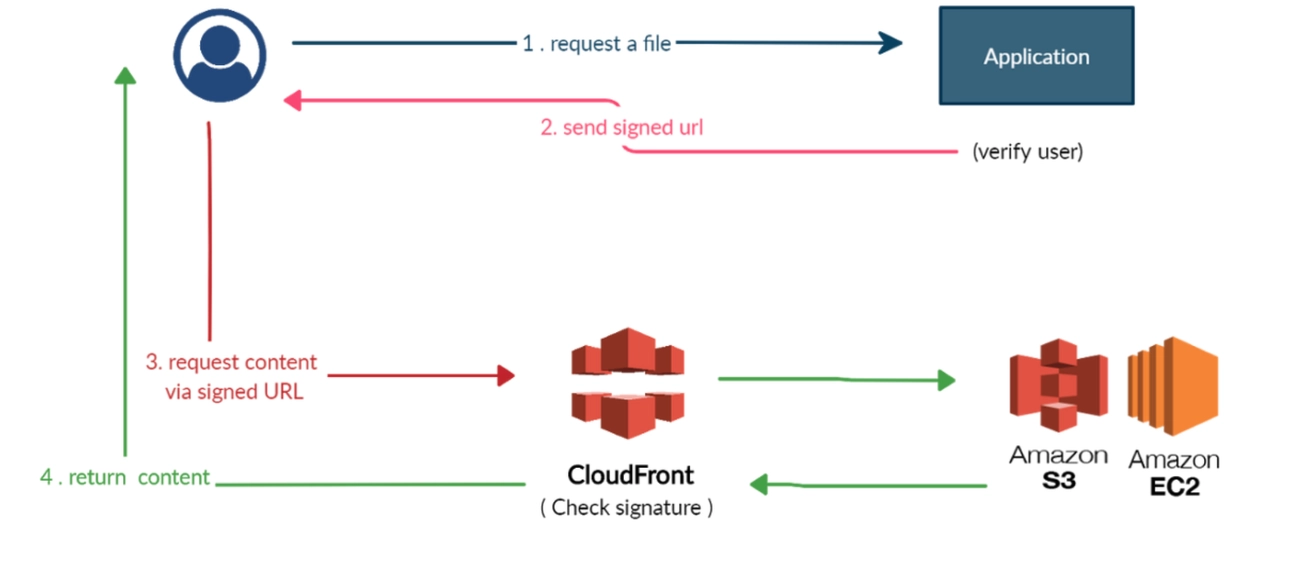 1 . request a file
Application
2. send signed url
(verify user)
3. request content
via signed URL
4 . return  content
CloudFront
( Check signature )
Amazon
S3
Amazon
EC2